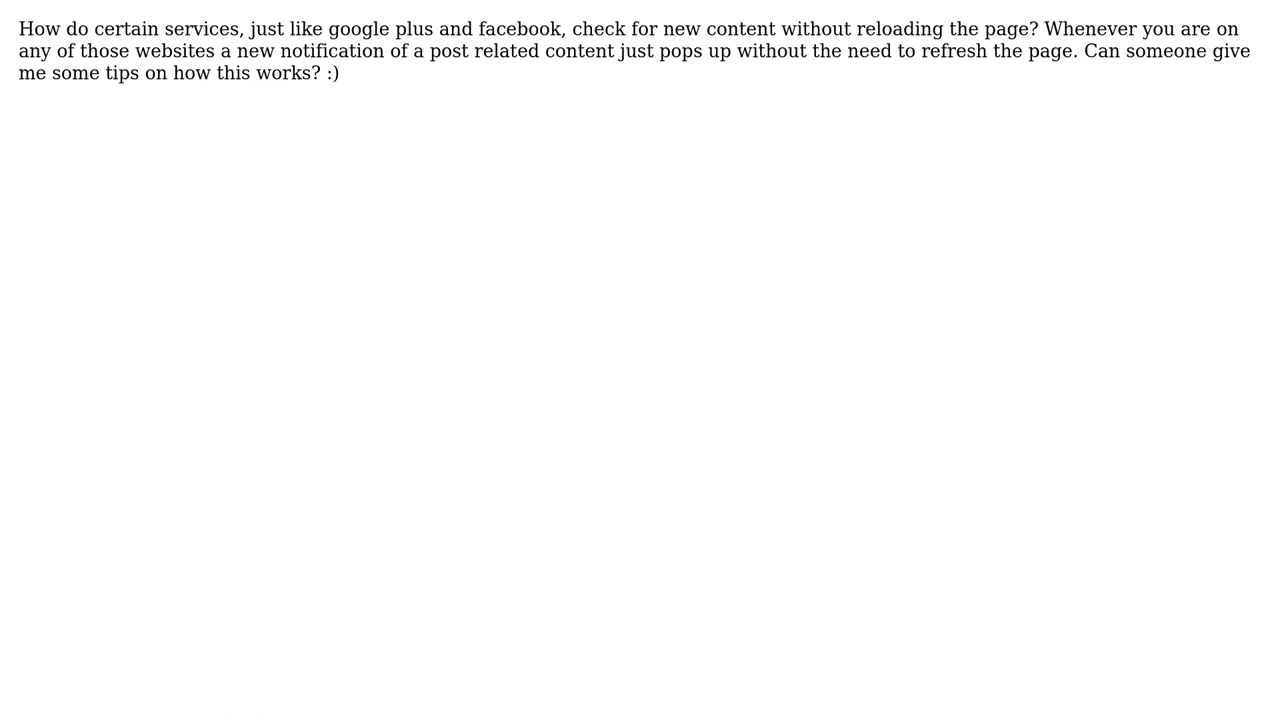 How do certain services, just like google plus and facebook, check for new content without reloading the page? Whenever you are on
any of those websites a new notification of a post related content just pops up without the need to refresh the page. Can someone give
me some tips on how this works? :)